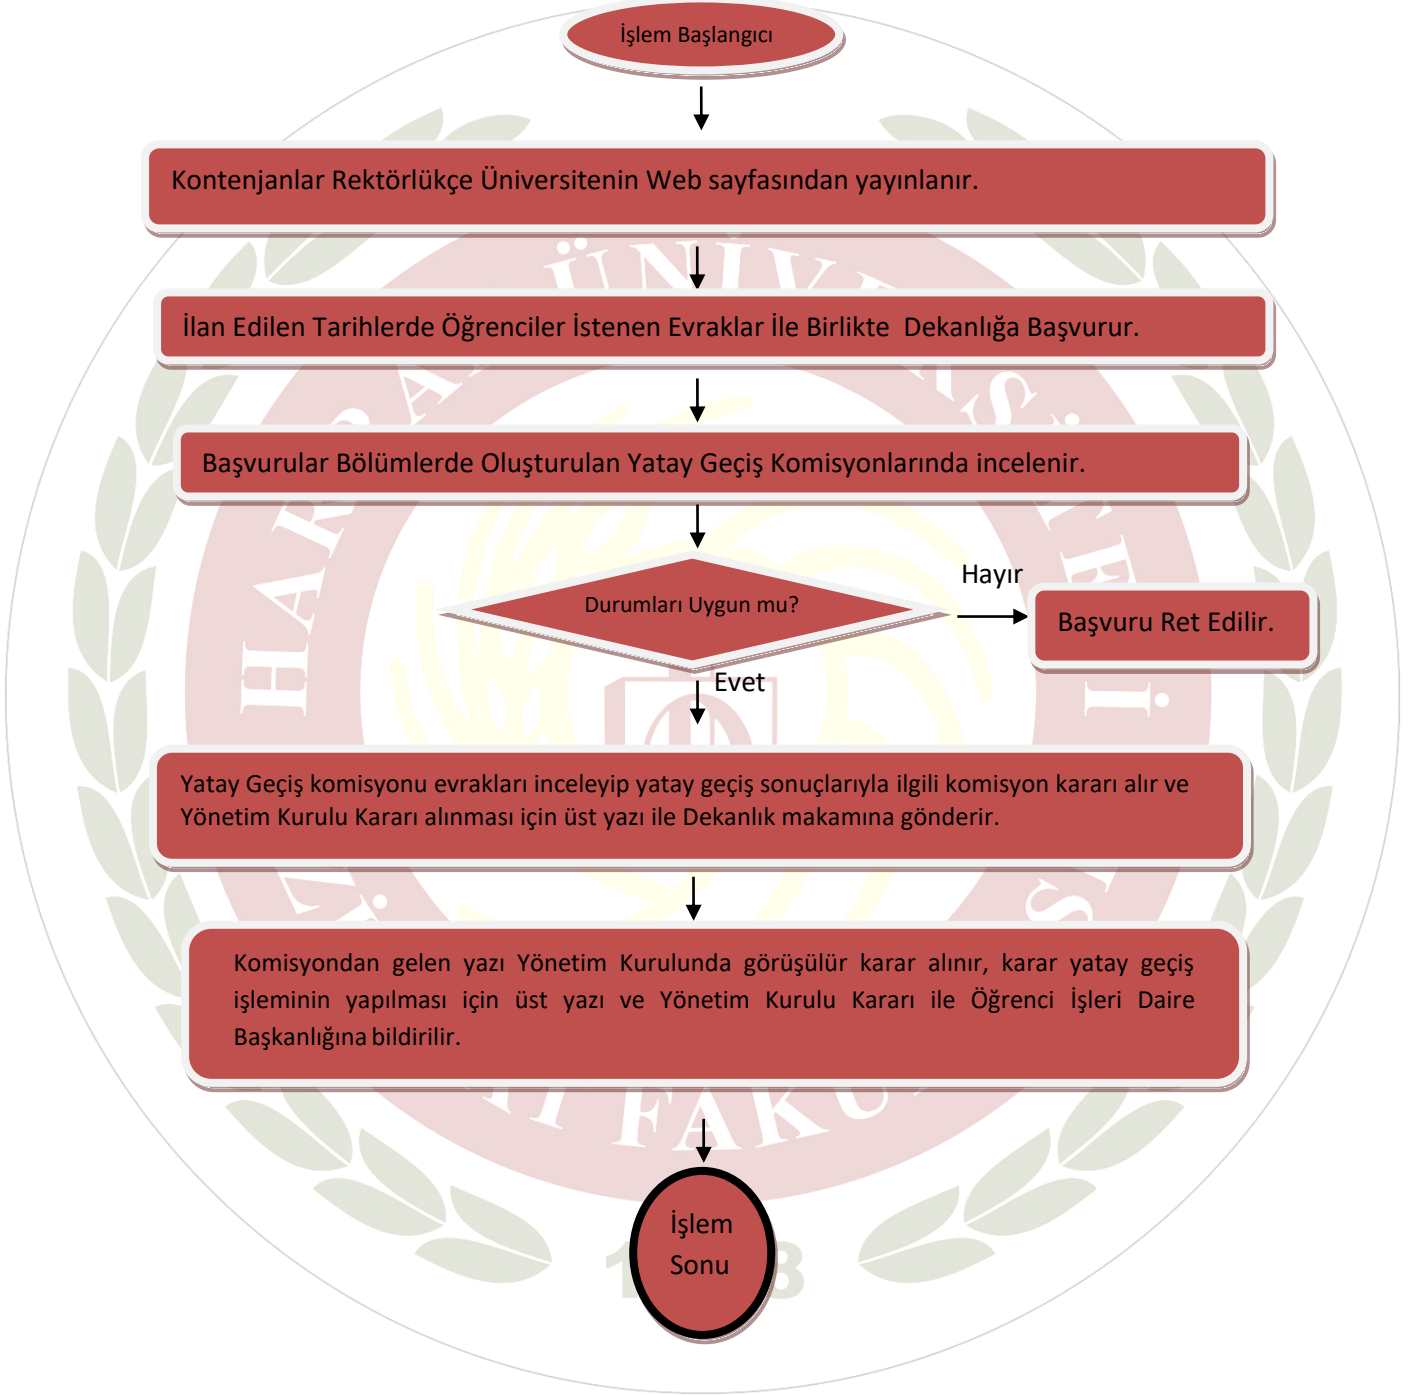 İşlem Başlangıcı
Kontenjanlar Rektörlükçe Üniversitenin Web sayfasından yayınlanır.
İlan Edilen Tarihlerde Öğrenciler İstenen Evraklar İle Birlikte Dekanlığa Başvurur.
Başvurular Bölümlerde Oluşturulan Yatay Geçiş Komisyonlarında incelenir.
Durumları Uygun mu?
Hayır
Başvuru Ret Edilir.
Evet
Yatay Geçiş komisyonu evrakları inceleyip yatay geçiş sonuçlarıyla ilgili komisyon kararı alır ve
Yönetim Kurulu Kararı alınması için üst yazı ile Dekanlık makamına gönderir.
Komisyondan gelen yazı Yönetim Kurulunda görüşülür karar alınır, karar yatay geçiş
işleminin yapılması için üst yazı ve Yönetim Kurulu Kararı ile Öğrenci İşleri Daire
Başkanlığına bildirilir.
İşlem
Sonu